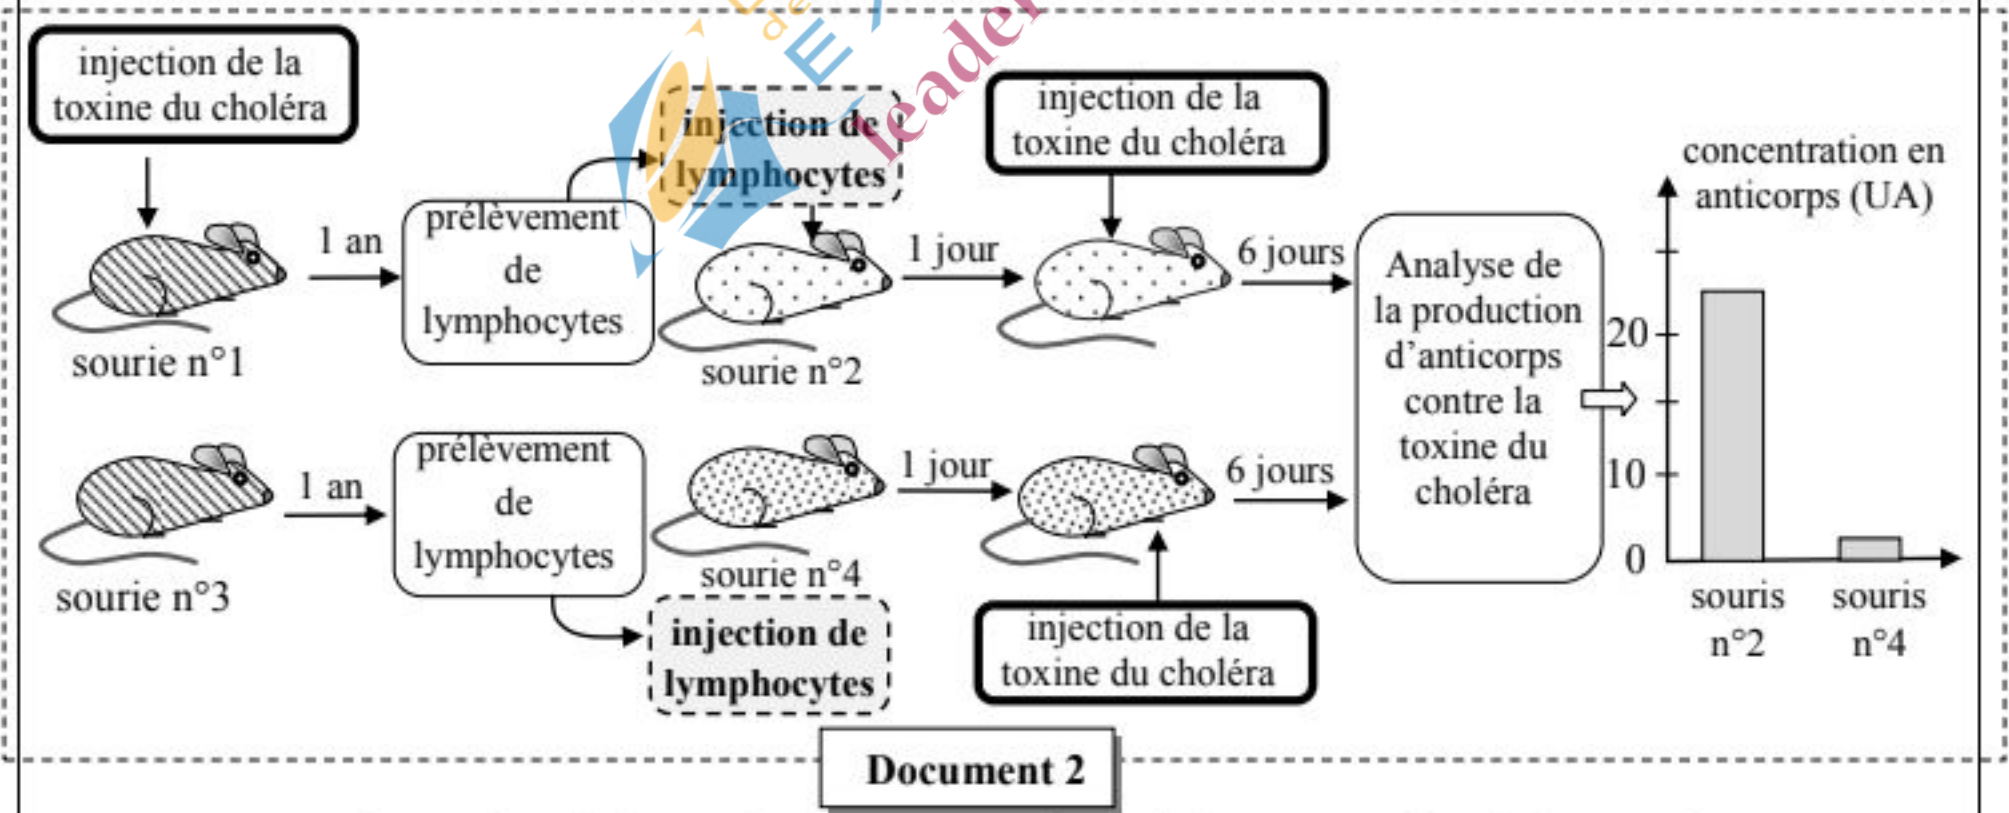 injection de la
toxine du choléra
sourie n°1
1 an
prélèvement
de
lymphocytes
injection de
lymphocytes
sourie n°2
1 jour
injection de la
toxine du choléra
6 jours
sourie n°3
1 an
prélèvement
de
lymphocytes
injection de
lymphocytes
sourie n°4
1 jour
injection de la
toxine du choléra
6 jours
Analyse de
la production
d'anticorps
contre la
toxine du
choléra
concentration en
anticorps (UA)
20
10
0
souris
n°2
souris
n°4
Document 2
leader
de